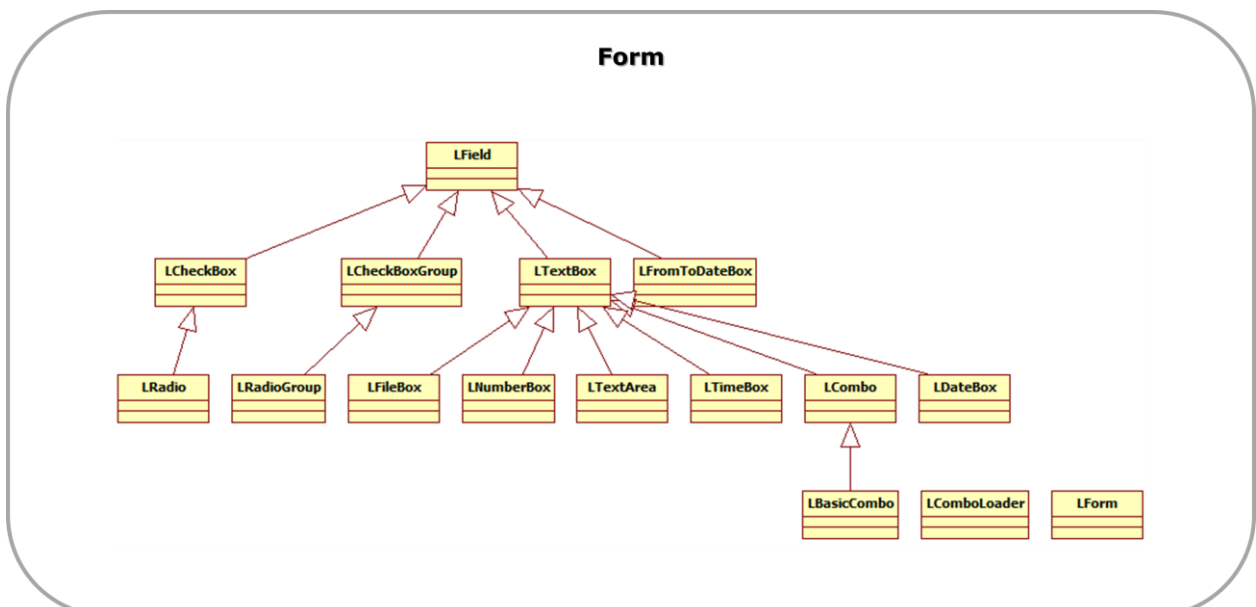 Form
LField
LCheckBox
LCheckBoxGroup
LTextBox
LFromToDateBox
LRadio
LRadioGroup
LFileBox
LNumberBox
LTextArea
LTimeBox
LCombo
LDateBox
LBasicCombo
LComboLoader
LForm